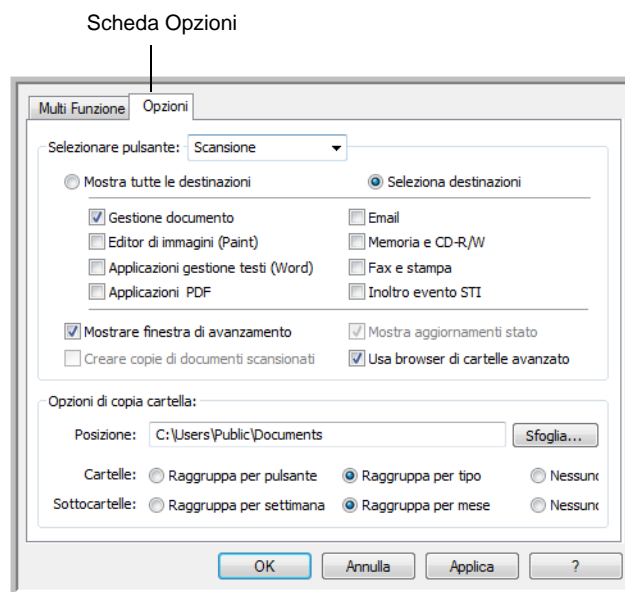 Scheda Opzioni
Multi Funzione Opzioni
Selezionare pulsante: Scansione
Mostra tutte le destinazioni Seleziona destinazioni
Gestione documento Email
Editor di immagini (Paint) Memoria e CD-R/W
Applicazioni gestione testi (Word) Fax e stampa
Applicazioni PDF Inoltro evento STI
Mostrare finestra di avanzamento Mostra aggiornamenti stato
Creare copie di documenti scansionati Usa browser di cartelle avanzato
Opzioni di copia cartella:
Posizione: C:\Users\Public\Documents Sfoglia...
Cartelle: Raggruppa per pulsante Raggruppa per tipo
Sottocartelle: Raggruppa per settimana Raggruppa per mese
OK Annulla Applica ?